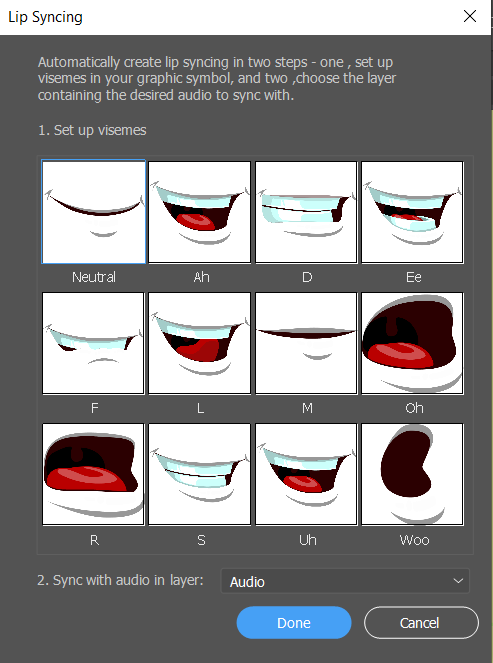 Lip Syncing
Automatically create lip syncing in two steps - one , set up
visemes in your graphic symbol, and two ,choose the layer
containing the desired audio to sync with.
1. Set up visemes
Neutral Ah D Ee
F L M Oh
R S Uh Woo
2. Sync with audio in layer: Audio
Done Cancel